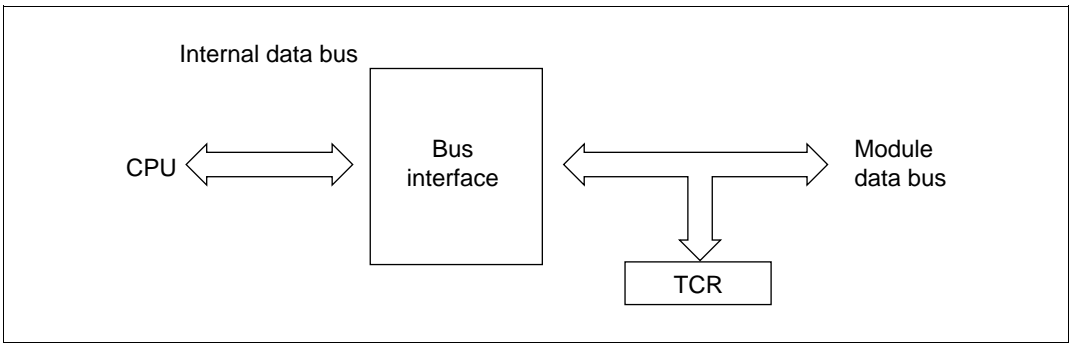 Internal data bus
CPU
Bus
interface
Module
data bus
TCR